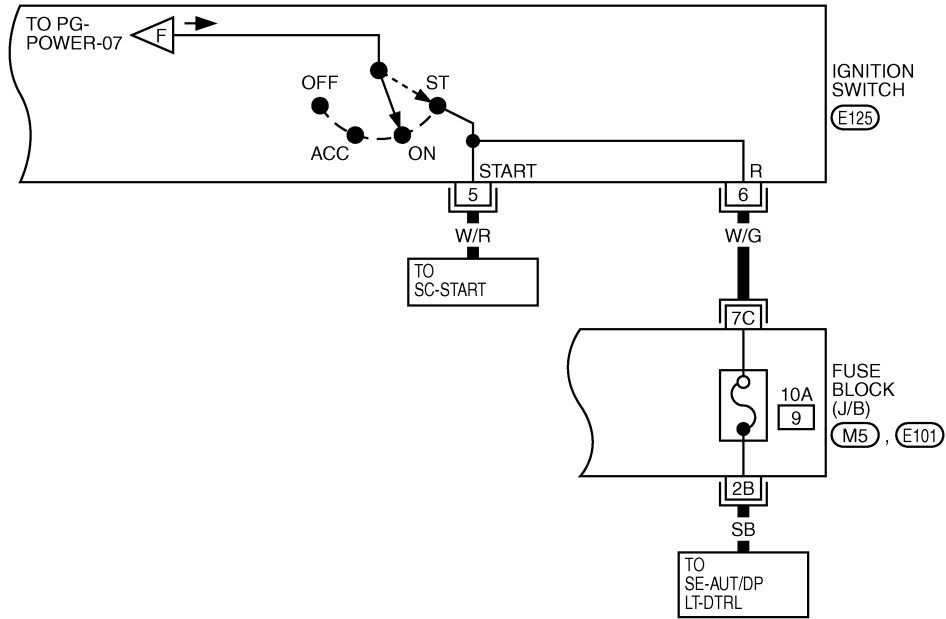 TO PG-
POWER-07
F
OFF
ST
ACC
ON
IGNITION
SWITCH
E125
START
R
5
6
W/R
W/G
TO
SC-START
7C
FUSE
BLOCK
(J/B)
10A
9
M5 , E101
2B
SB
TO
SE-AUT/DP
LT-DTRL